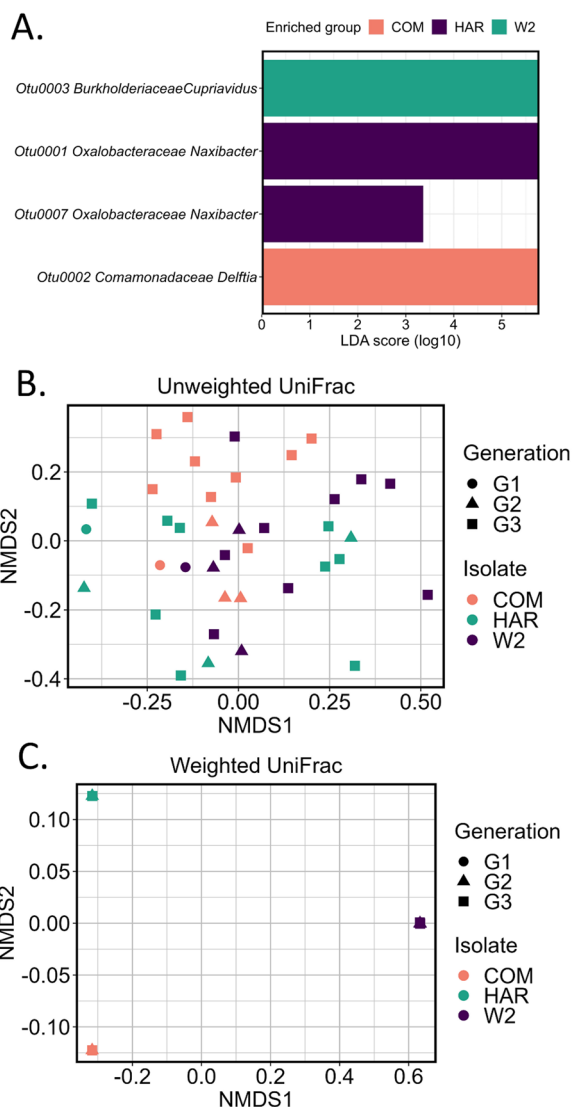 A.
Enriched group COM HAR W2
Otu0003 BurkholderiaceaeCupriavidus
Otu0001 Oxalobacteraceae Naxibacter
Otu0007 Oxalobacteraceae Naxibacter
Otu0002 Comamonadaceae Delftia
0 1 2 3 4 5
LDA score (log10)
B.
Unweighted UniFrac
NMDS2
0.2
0.0
-0.2
-0.4
-0.25 0.00 0.25 0.50
NMDS1
Generation
G1
G2
G3
Isolate
COM
HAR
W2
C.
Weighted UniFrac
NMDS2
0.10
0.05
0.00
-0.05
-0.10
-0.2 0.0 0.2 0.4 0.6
NMDS1
Generation
G1
G2
G3
Isolate
COM
HAR
W2